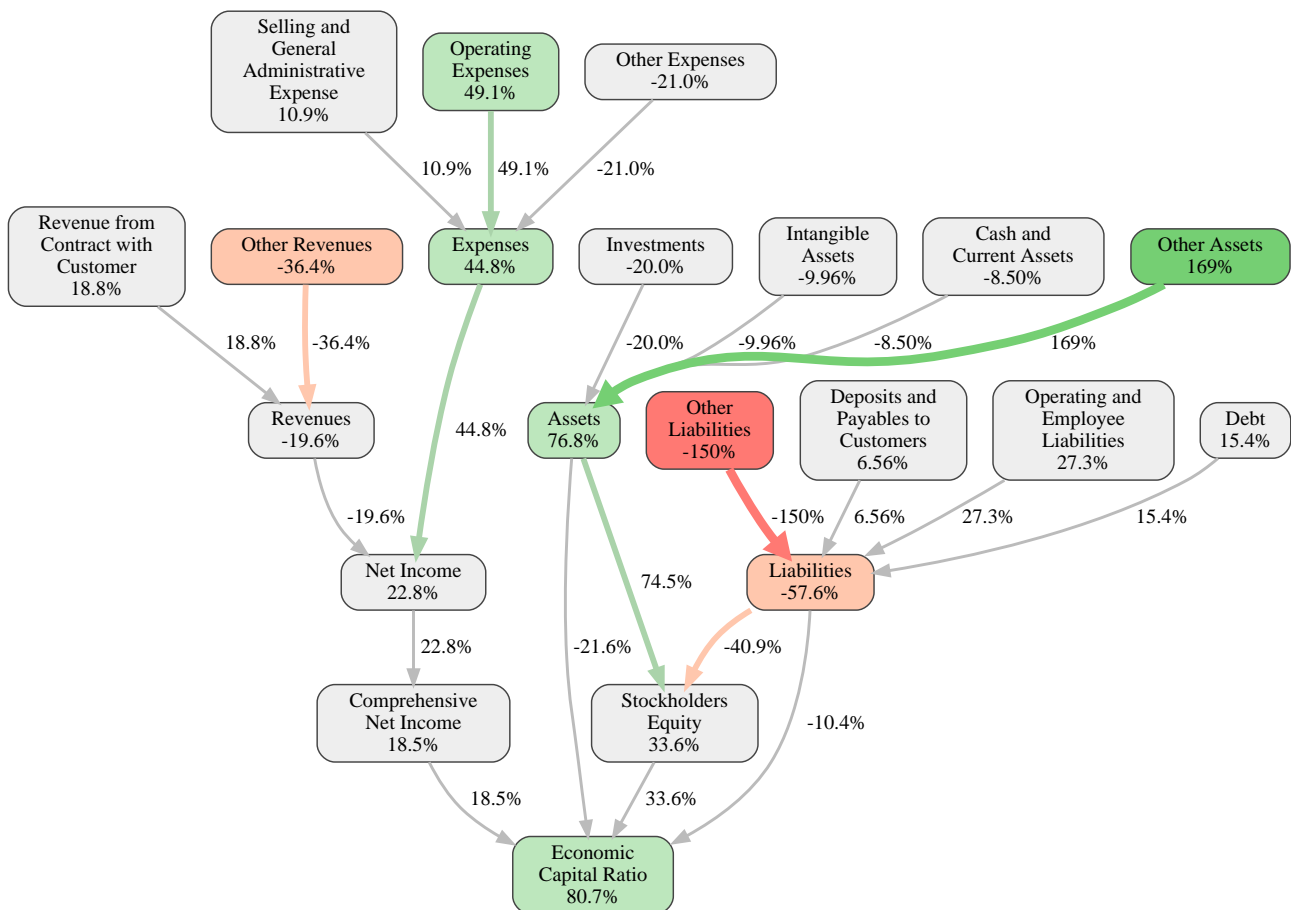 Selling and
General
Administrative
Expense
10.9%
Operating
Expenses
49.1%
Other Expenses
-21.0%
10.9%
49.1%
-21.0%
Revenue from
Contract with
Customer
18.8%
Other Revenues
-36.4%
Expenses
44.8%
Investments
-20.0%
Intangible
Assets
-9.96%
Cash and
Current Assets
-8.50%
Other Assets
169%
18.8%
-36.4%
-20.0%
-9.96%
-8.50%
169%
Revenues
-19.6%
44.8%
Assets
76.8%
Other
Liabilities
-150%
Deposits and
Payables to
Customers
6.56%
Operating and
Employee
Liabilities
27.3%
Debt
15.4%
-19.6%
-150%
6.56%
27.3%
15.4%
Net Income
22.8%
74.5%
Liabilities
-57.6%
22.8%
-21.6%
-40.9%
Comprehensive
Net Income
18.5%
Stockholders
Equity
33.6%
-10.4%
18.5%
33.6%
Economic
Capital Ratio
80.7%